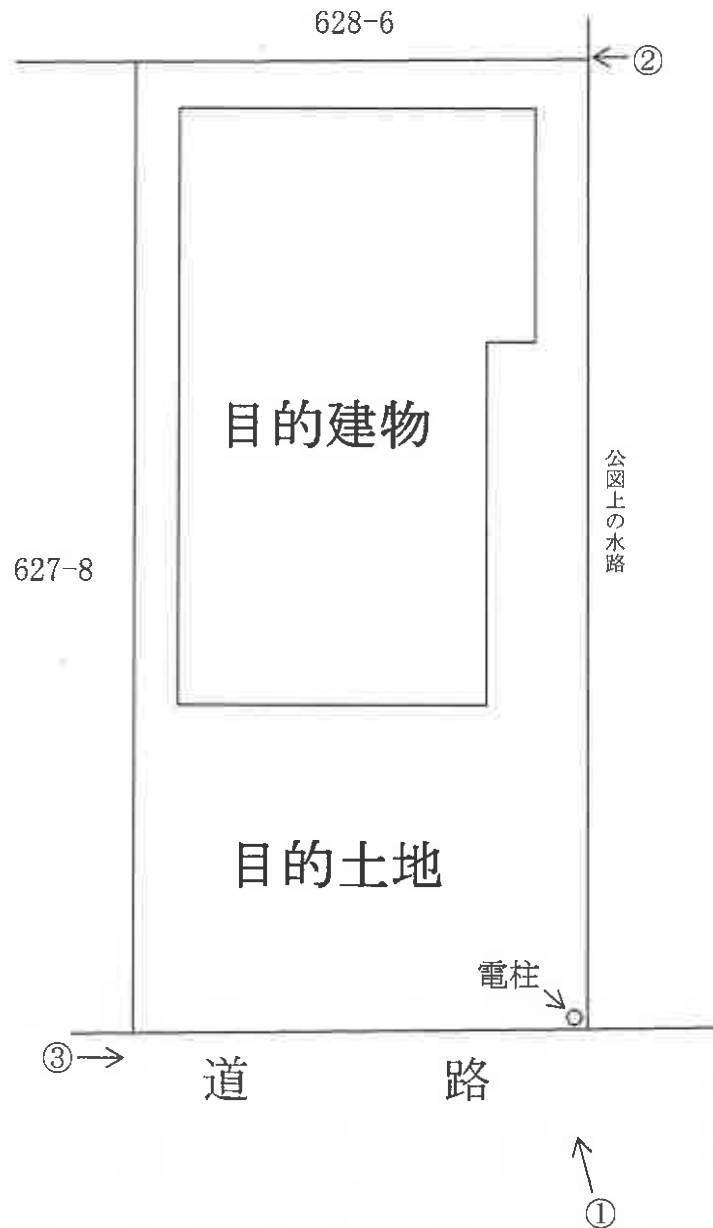 628-6
②
目的建物
公図上の水路
627-8
目的土地
電柱
③
道 路
①